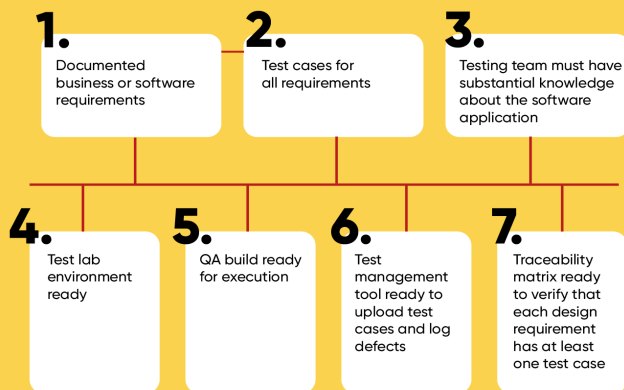 1.
Documented
business or software
requirements
2.
Test cases for
all requirements
3.
Testing team must have
substantial knowledge
about the software
application
4.
Test lab
environment
ready
5.
QA build ready
for execution
6.
Test
management
tool ready to
upload test
cases and log
defects
7.
Traceability
matrix ready
to verify that
each design
requirement
has at least
one test case